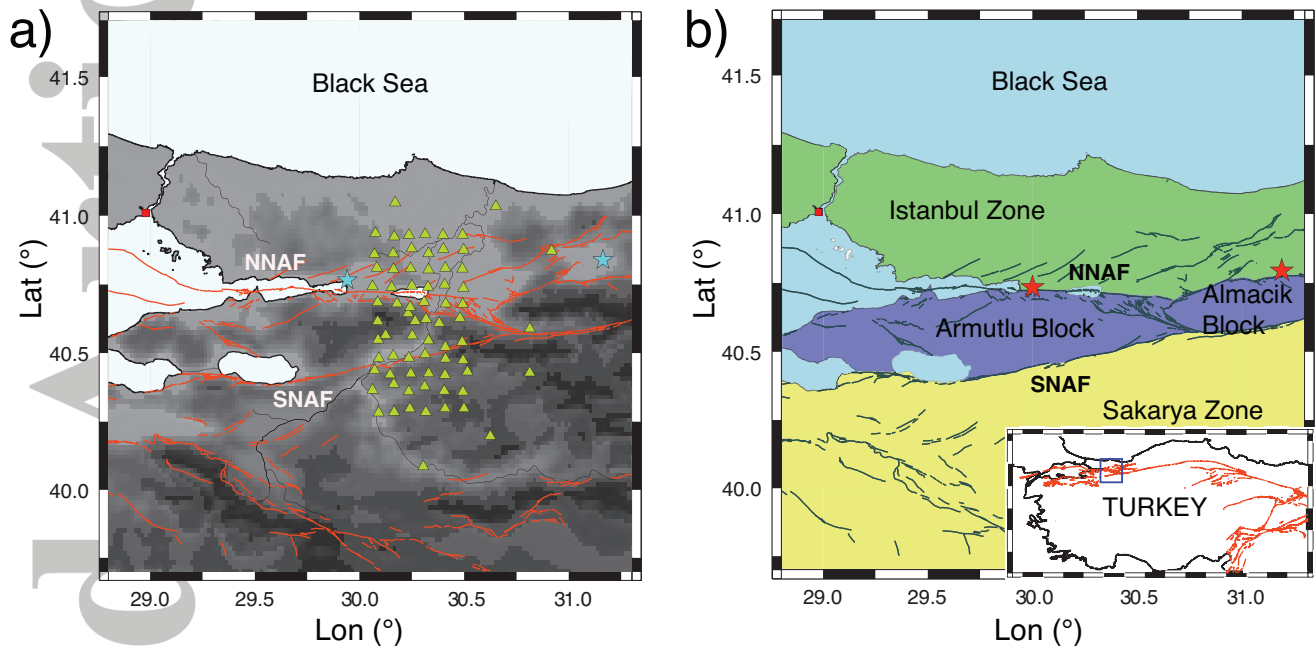 a)
Black Sea
NNAF
SNAF
41.5
41.0
40.5
40.0
Lat (°)
29.0 29.5 30.0 30.5 31.0
Lon (°)
b)
Black Sea
Istanbul Zone
NNAF
Almacik
Block
Armutlu Block
SNAF
Sakarya Zone
TURKEY
41.5
41.0
40.5
40.0
Lat (°)
29.0 29.5 30.0 30.5 31.0
Lon (°)